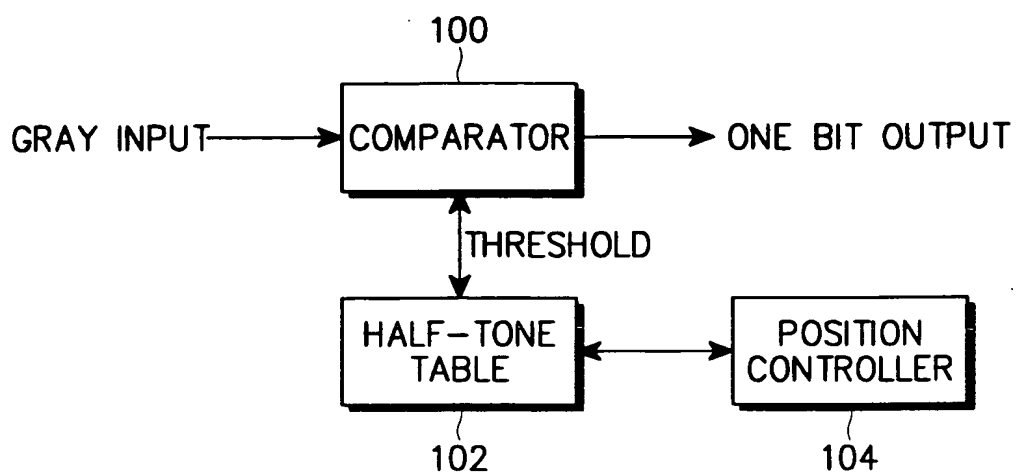 100
GRAY INPUT
COMPARATOR
ONE BIT OUTPUT
THRESHOLD
HALF-TONE
TABLE
POSITION
CONTROLLER
102
104